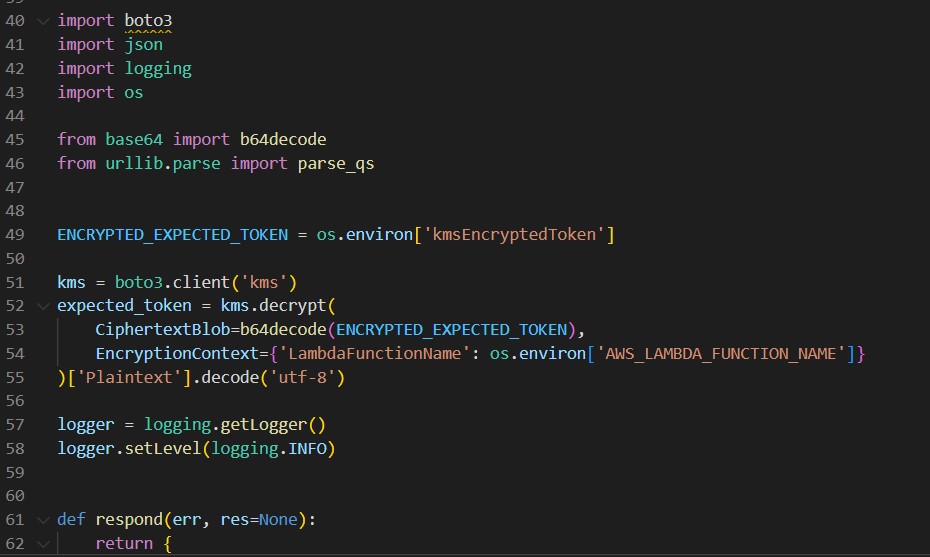 40 import boto3
41 import json
42 import logging
43 import os
44
45 from base64 import b64decode
46 from urllib.parse import parse_qs
47
48
49 ENCRYPTED_EXPECTED_TOKEN = os.environ['kmsEncryptedToken']
50
51 kms = boto3.client('kms')
52 expected_token = kms.decrypt(
53     CiphertextBlob=b64decode(ENCRYPTED_EXPECTED_TOKEN),
54     EncryptionContext={'LambdaFunctionName': os.environ['AWS_LAMBDA_FUNCTION_NAME']}
55 )['Plaintext'].decode('utf-8')
56
57 logger = logging.getLogger()
58 logger.setLevel(logging.INFO)
59
60
61 def respond(err, res=None):
62     return {